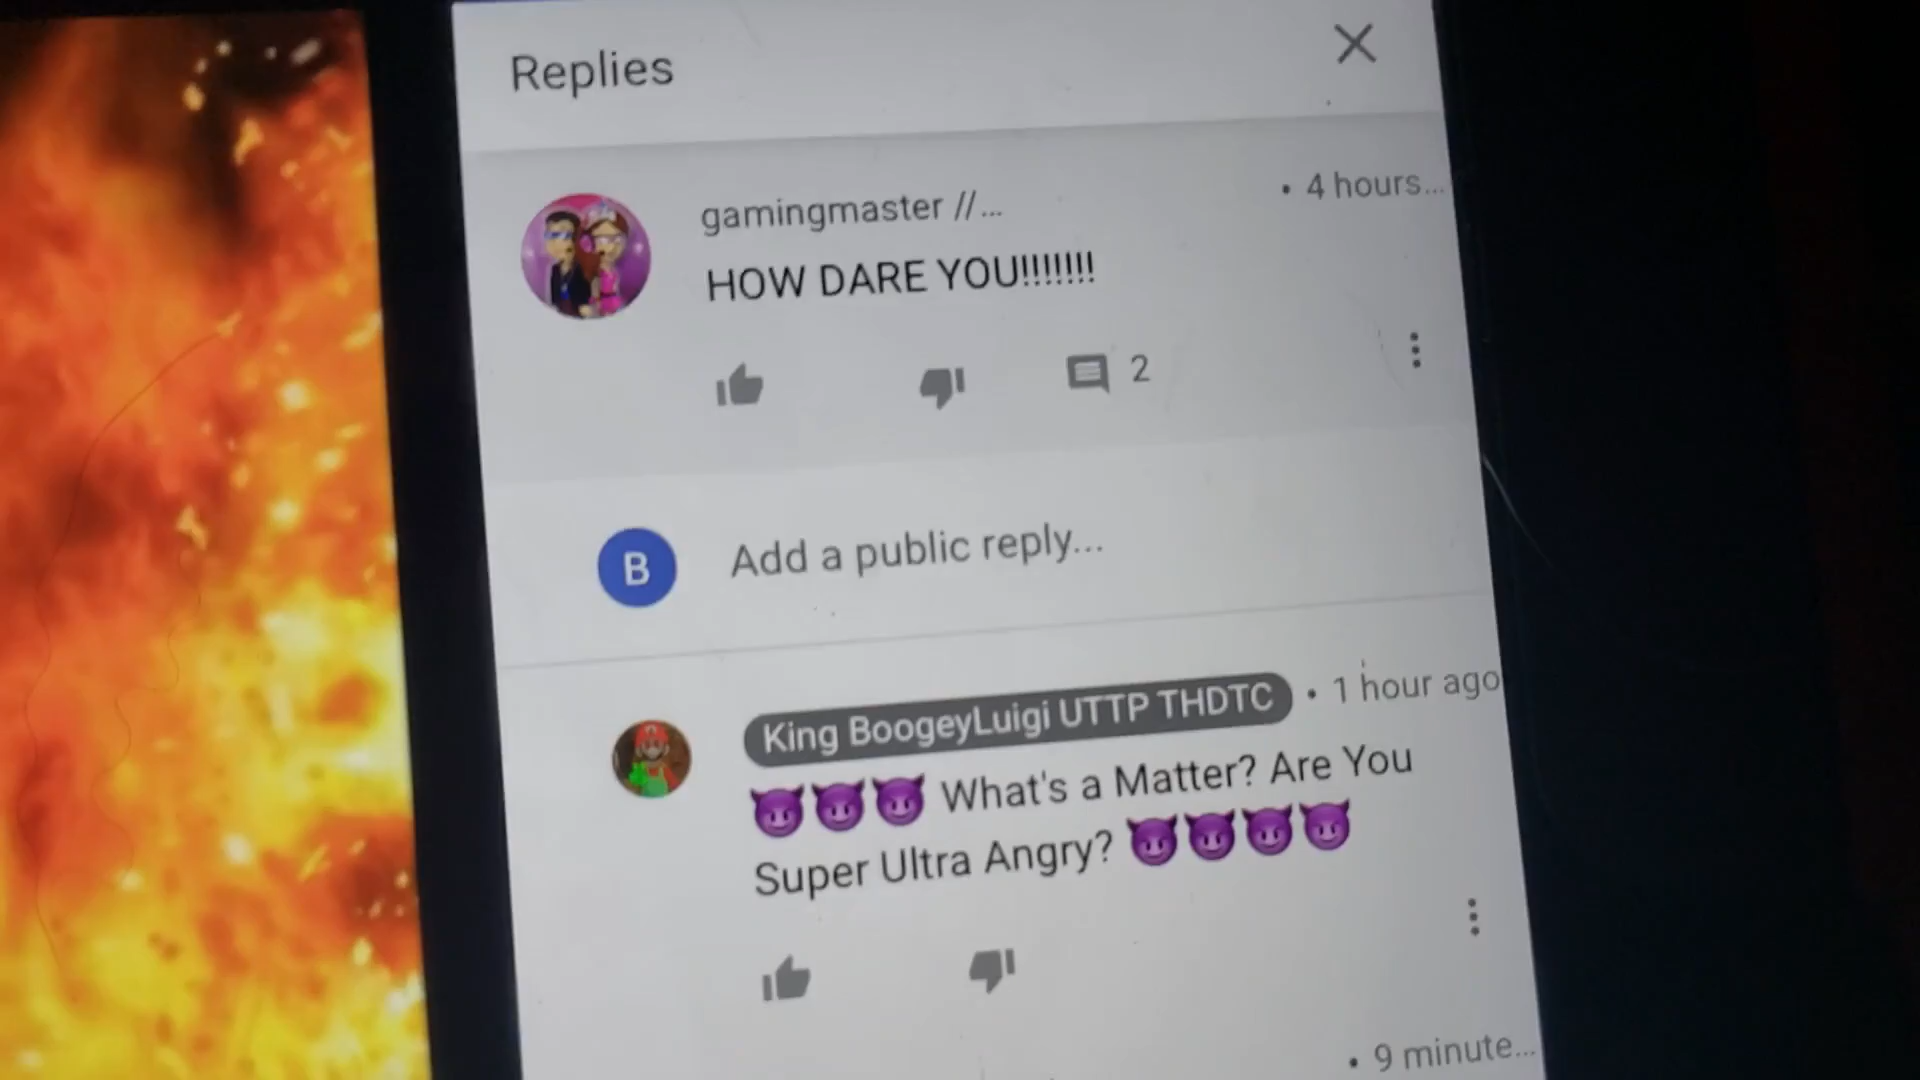 Replies
gamingmaster //...
• 4 hours...
HOW DARE YOU!!!!!!!
2
B
Add a public reply...
King BoogeyLuigi UTTP THDTC
• 1 hour ago
😈😈😈 What's a Matter? Are You
Super Ultra Angry? 😈😈😈😈
• 9 minute...